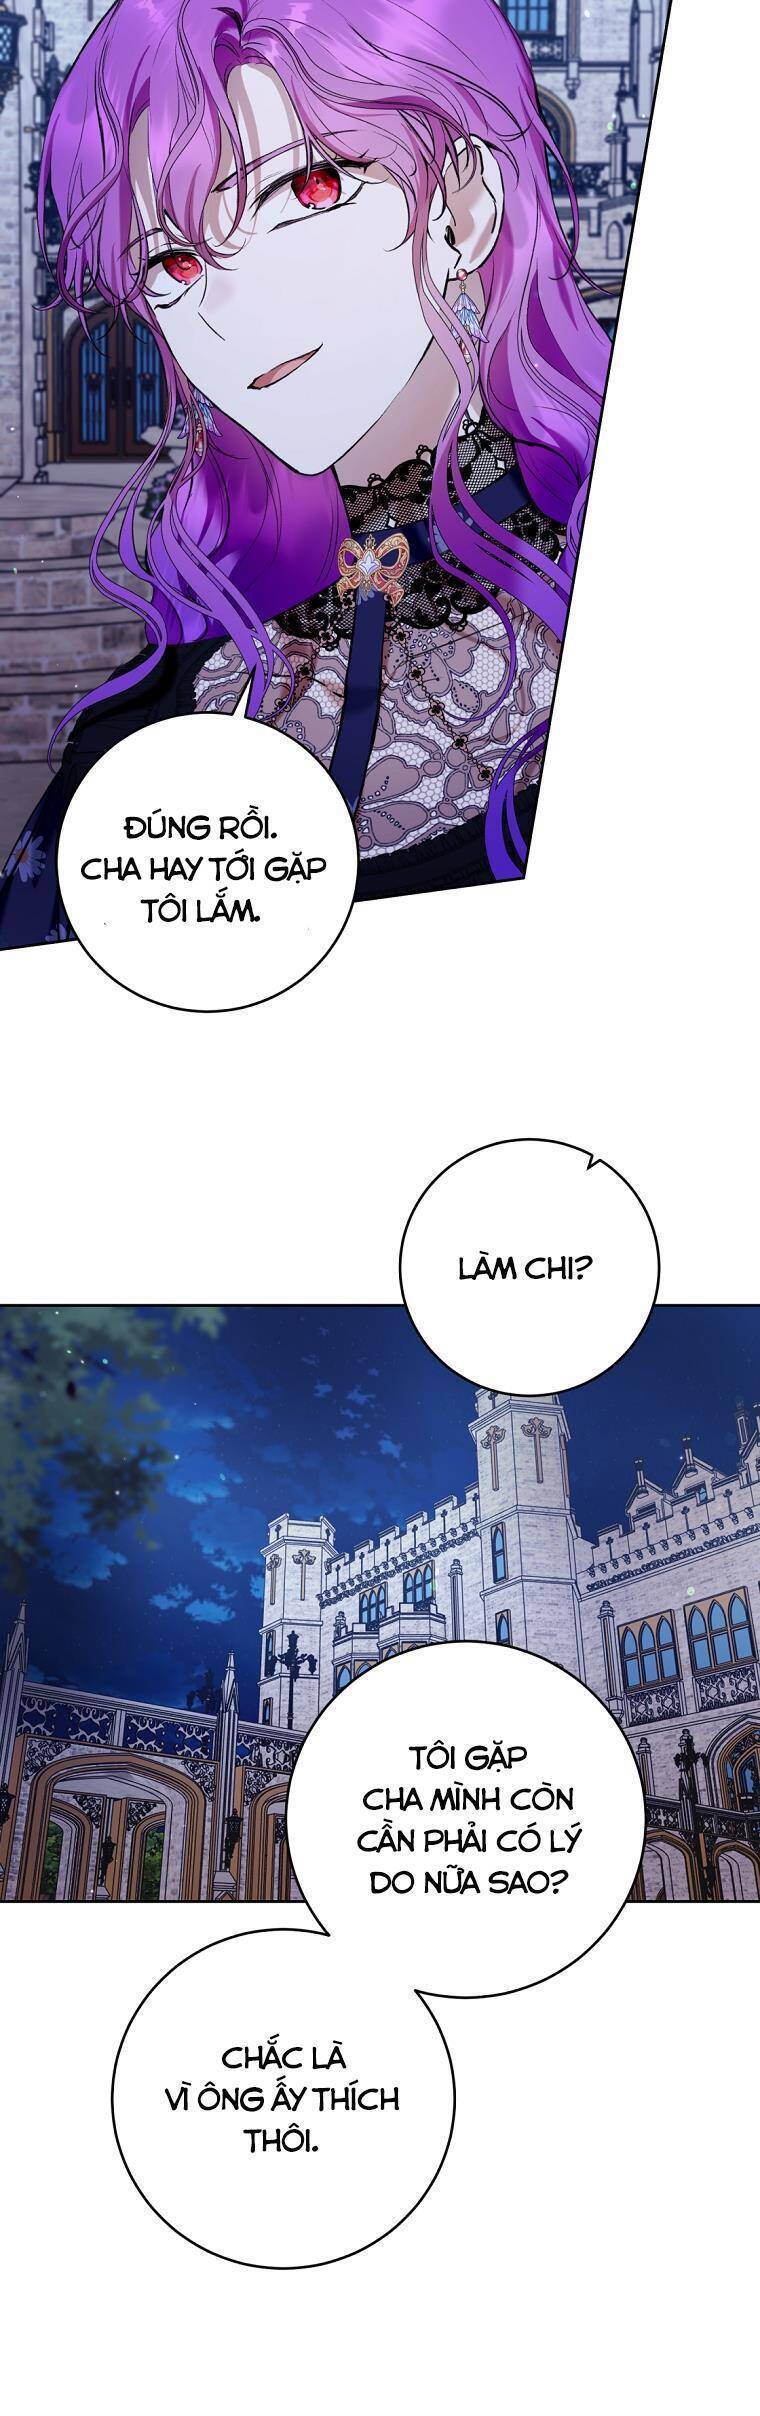 ĐÚNG RỒI.
CHA HAY TỚI GẶP
TÔI LẮM.
LÀM CHI?
TÔI GẶP
CHA MÌNH CÒN
CẦN PHẢI CÓ LÝ
DO NỮA SAO?
CHẮC LÀ
VÌ ÔNG ẤY THÍCH
THÔI.